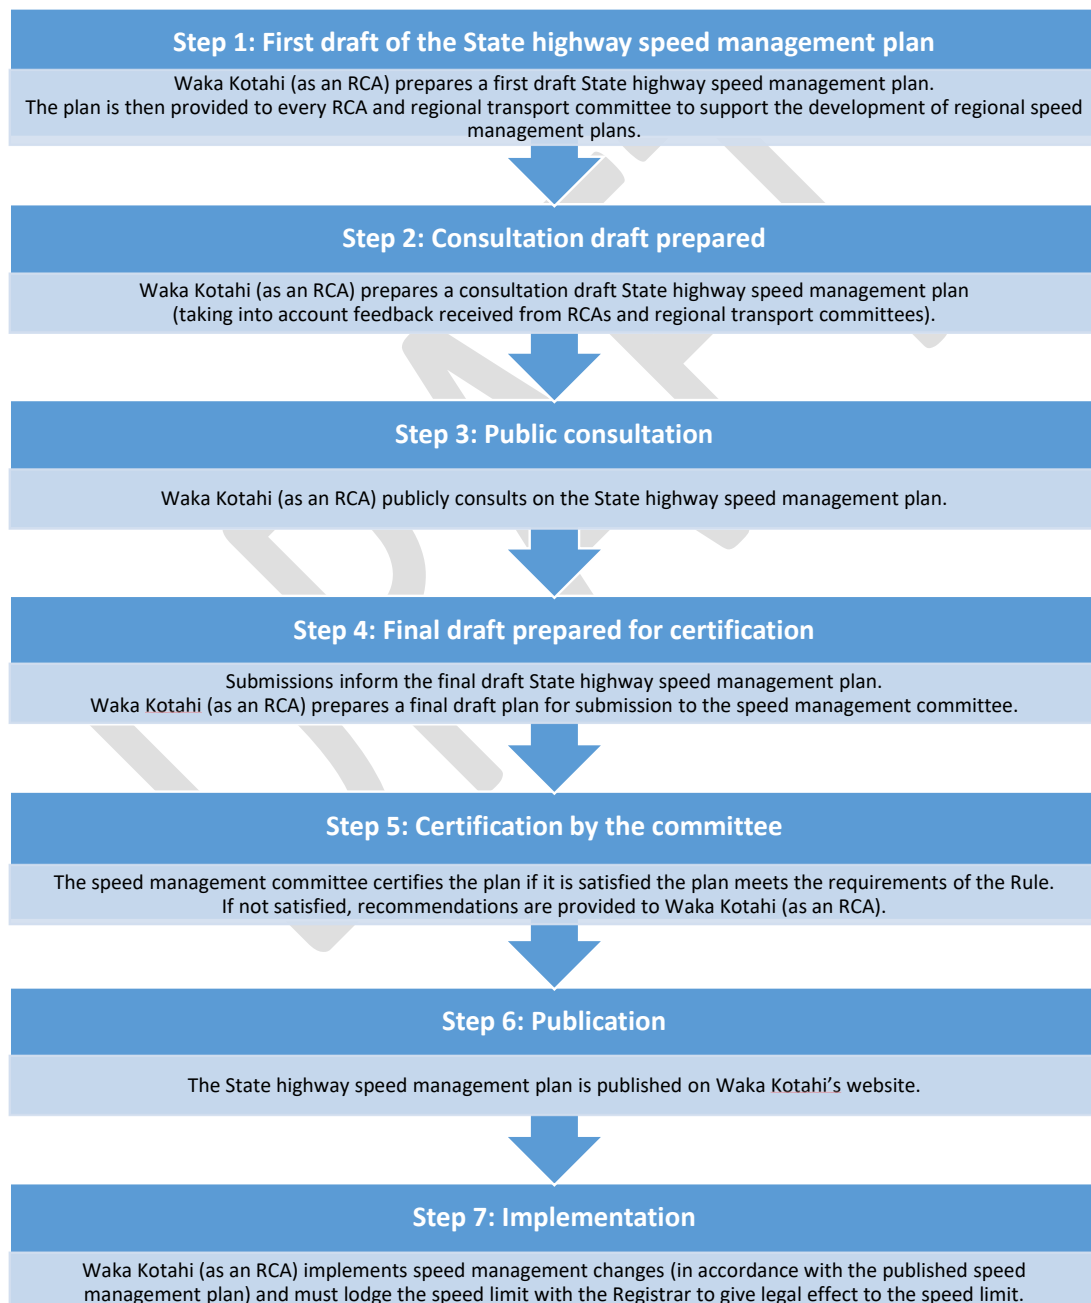 Step 1: First draft of the State highway speed management plan
Waka Kotahi (as an RCA) prepares a first draft State highway speed management plan.
The plan is then provided to every RCA and regional transport committee to support the development of regional speed
management plans.
Step 2: Consultation draft prepared
Waka Kotahi (as an RCA) prepares a consultation draft State highway speed management plan
(taking into account feedback received from RCAs and regional transport committees).
Step 3: Public consultation
Waka Kotahi (as an RCA) publicly consults on the State highway speed management plan.
Step 4: Final draft prepared for certification
Submissions inform the final draft State highway speed management plan.
Waka Kotahi (as an RCA) prepares a final draft plan for submission to the speed management committee.
Step 5: Certification by the committee
The speed management committee certifies the plan if it is satisfied the plan meets the requirements of the Rule.
If not satisfied, recommendations are provided to Waka Kotahi (as an RCA).
Step 6: Publication
The State highway speed management plan is published on Waka Kotahi's website.
Step 7: Implementation
Waka Kotahi (as an RCA) implements speed management changes (in accordance with the published speed
management plan) and must lodge the speed limit with the Registrar to give legal effect to the speed limit.
DRAFT